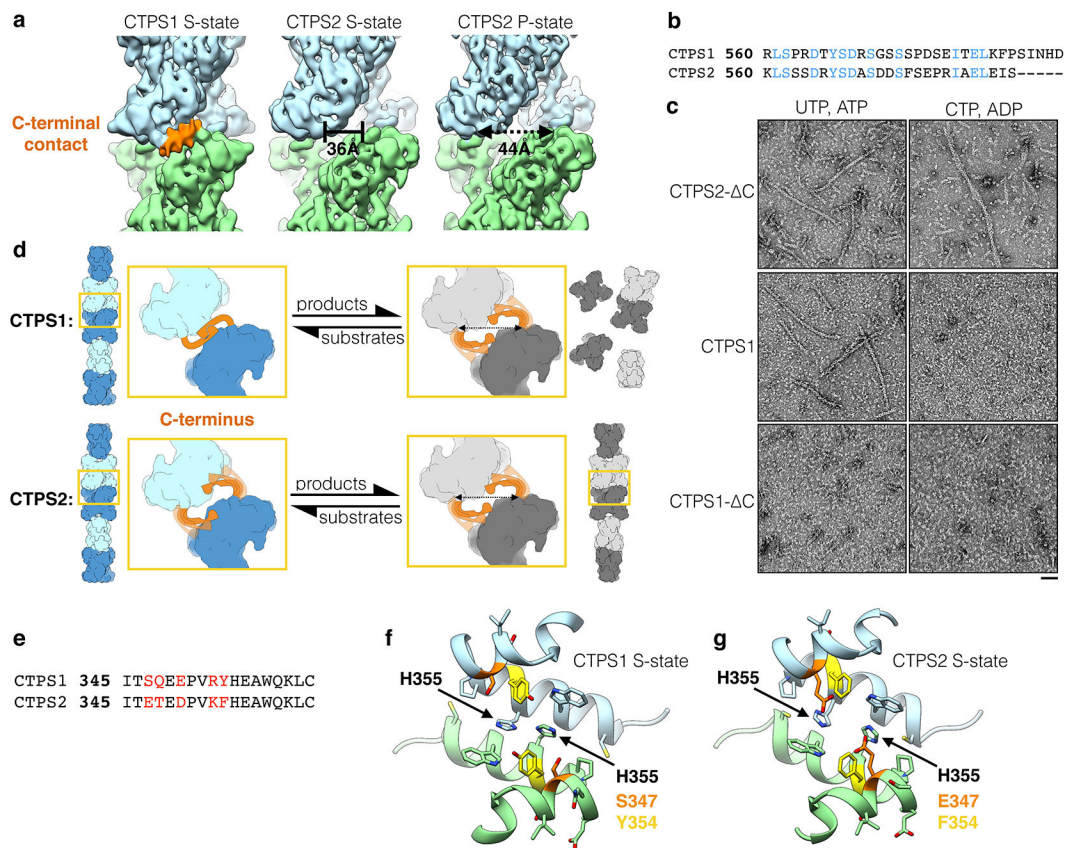 a
CTPS1 S-state
CTPS2 S-state
CTPS2 P-state
C-terminal
contact
36Å
44Å
b
CTPS1 560 RLSPRDTYSDRSGSSSPDSEITELKFPSINHD
CTPS2 560 KLSSSDRYSDASDDSFSEPRIAELEIS-----
c
UTP, ATP
CTP, ADP
CTPS2-ΔC
CTPS1
CTPS1-ΔC
d
CTPS1:
products
substrates
C-terminus
CTPS2:
products
substrates
e
CTPS1 345 ITSQEEPVRYHEAWQKLC
CTPS2 345 ITETEDPVKFHEAWQKLC
f
CTPS1 S-state
H355
H355
S347
Y354
g
CTPS2 S-state
H355
H355
E347
F354